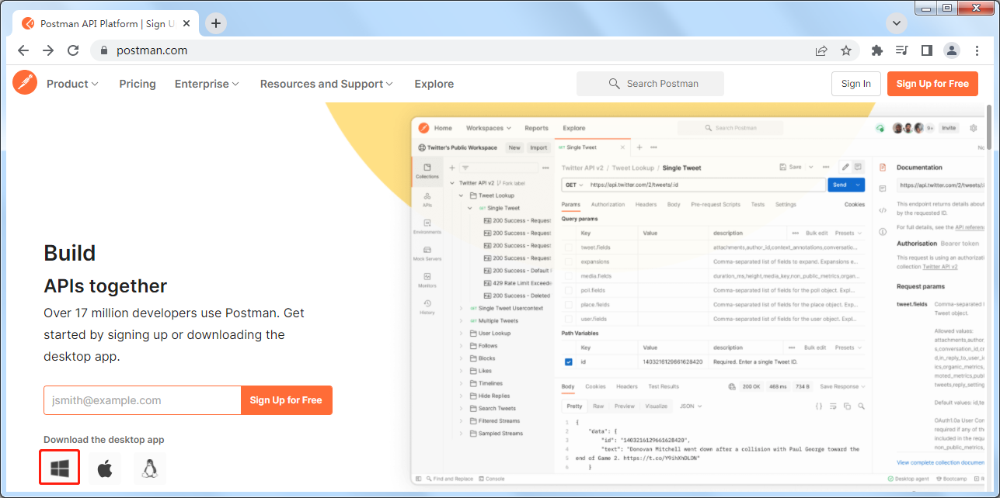 Postman API Platform | Sign U
postman.com
Product
Pricing
Enterprise
Resources and Support
Explore
Search Postman
Sign In
Sign Up for Free
Build
APIs together
Over 17 million developers use Postman. Get
started by signing up or downloading the
desktop app.
jsmith@example.com
Sign Up for Free
Download the desktop app
Home
Workspaces
Reports
Explore
Search Postman
9+
Invite
Twitter's Public Workspace
New
Import
GET Single Tweet
No
Collections
APIs
Environments
Mock Servers
Monitors
History
Twitter API v2
Fork label
Tweet Lookup
GET Single Tweet
200 Success - Request
200 Success - Request
200 Success - Request
200 Success - Request
200 Success - Default
429 Rate Limit Exceede
200 Success - Deleted
GET Single Tweet Usercontext
GET Multiple Tweets
User Lookup
Follows
Blocks
Likes
Timelines
Hide Replies
Search Tweets
Filtered Streams
Sampled Streams
Twitter API v2 / Tweet Lookup / Single Tweet
Save
GET
https://api.twitter.com/2/tweets/:id
Send
Params
Authorization
Headers
Body
Pre-request Scripts
Tests
Settings
Cookies
Query params
Key
Value
description
Bulk edit
Presets
tweet.fields
attachments,author_id,context_annotations,conversatio...
expansions
Comma-separated list of fields to expand. Expansions e...
media.fields
duration_ms,height,media_key,non_public_metrics,organ...
poll.fields
Comma-separated list of fields for the poll object. Expl...
place.fields
Comma-separated list of fields for the place object. Exp...
user.fields
Comma-separated list of fields for the user object. Expl...
Path Variables
Key
Value
description
Bulk edit
Presets
id
1403216129661628420
Required. Enter a single Tweet ID.
Body
Cookies
Headers
Test Results
200 OK
468 ms
734 B
Save Response
Pretty
Raw
Preview
Visualize
JSON
1 {
2 "data": {
3 "id": "1403216129661628420",
4 "text": "Donovan Mitchell went down after a collision with Paul George toward the
5 end of Game 2. https://t.co/Y9ihXhDLON"
6 }
Documentation
https://api.twitter.com/2/tweets/:i
This endpoint returns details about
by the requested ID.
For full details, see the API referen
Authorisation Bearer token
This request is using an authorizati
collection Twitter API v2
Request params
tweet.fields
Comma-separated l
Tweet object.
Allowed values:
attachments,author_
s,conversation_id,cr
d,in_reply_to_user_i
ics,organic_metrics,
moted_metrics,publ
tweets,reply_setting
Default values: id,te
OAuth1.0a User Con
required if any of the
included in the reque
non_public_metrics,
View complete collection documen
Find and Replace
Console
Desktop agent
Bootcamp